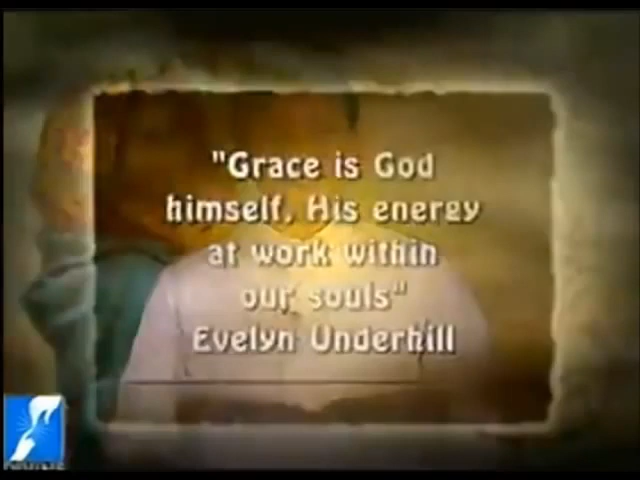 "Grace is God
himself, His energy
at work within
our souls"
Evelyn Underhill